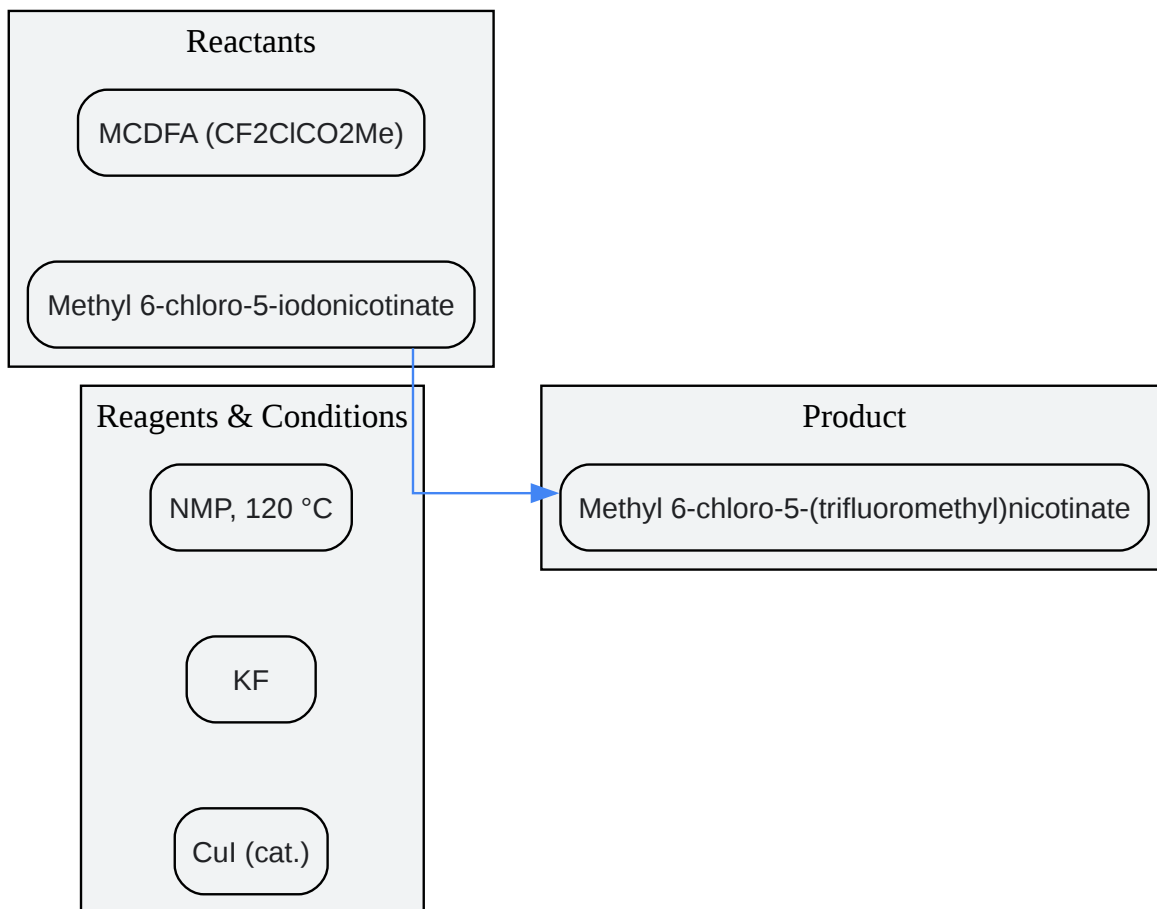 Reactants
MCDFA (CF2ClCO2Me)
Methyl 6-chloro-5-iodonicotinate
Reagents & Conditions
NMP, 120 °C
KF
CuI (cat.)
Product
Methyl 6-chloro-5-(trifluoromethyl)nicotinate